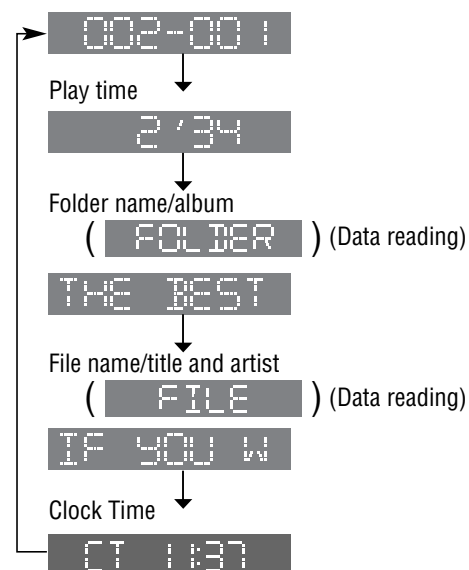 002-001
Play time
2'34
Folder name/album
( FOLDER ) (Data reading)
THE BEST
File name/title and artist
( FILE ) (Data reading)
IF YOU W
Clock Time
CT 11:37